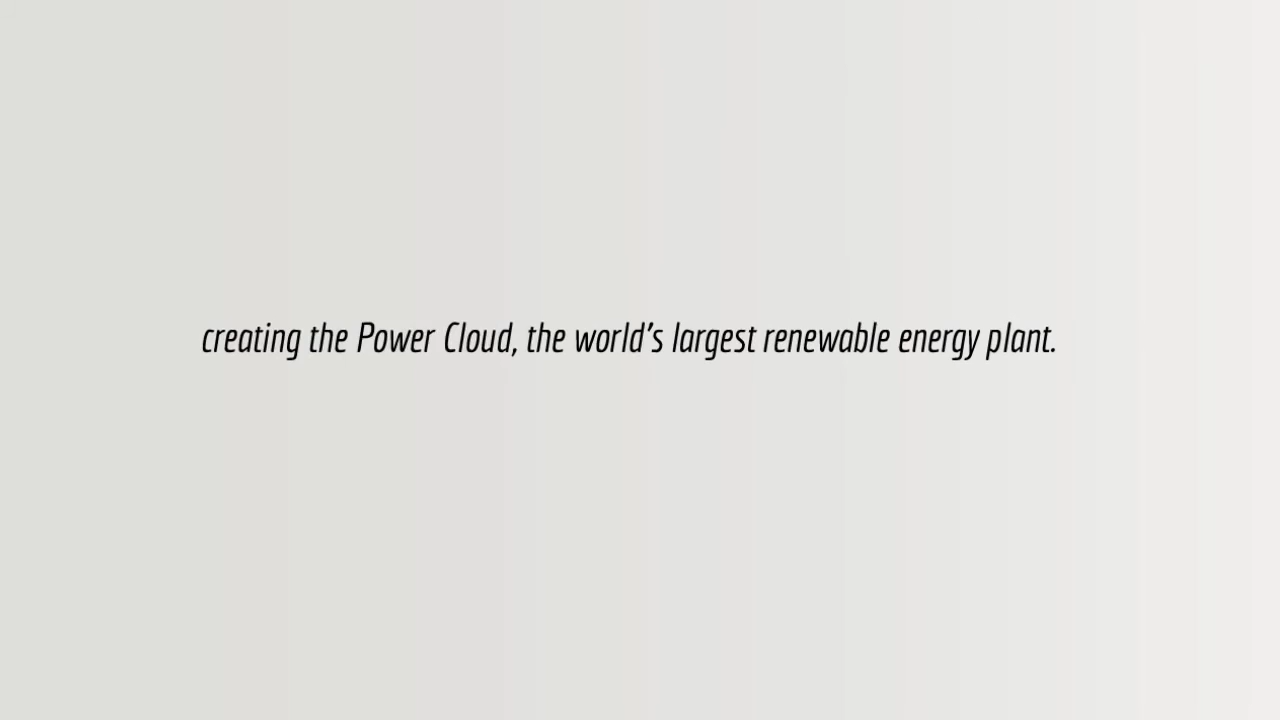 creating the Power Cloud, the world’s largest renewable energy plant.